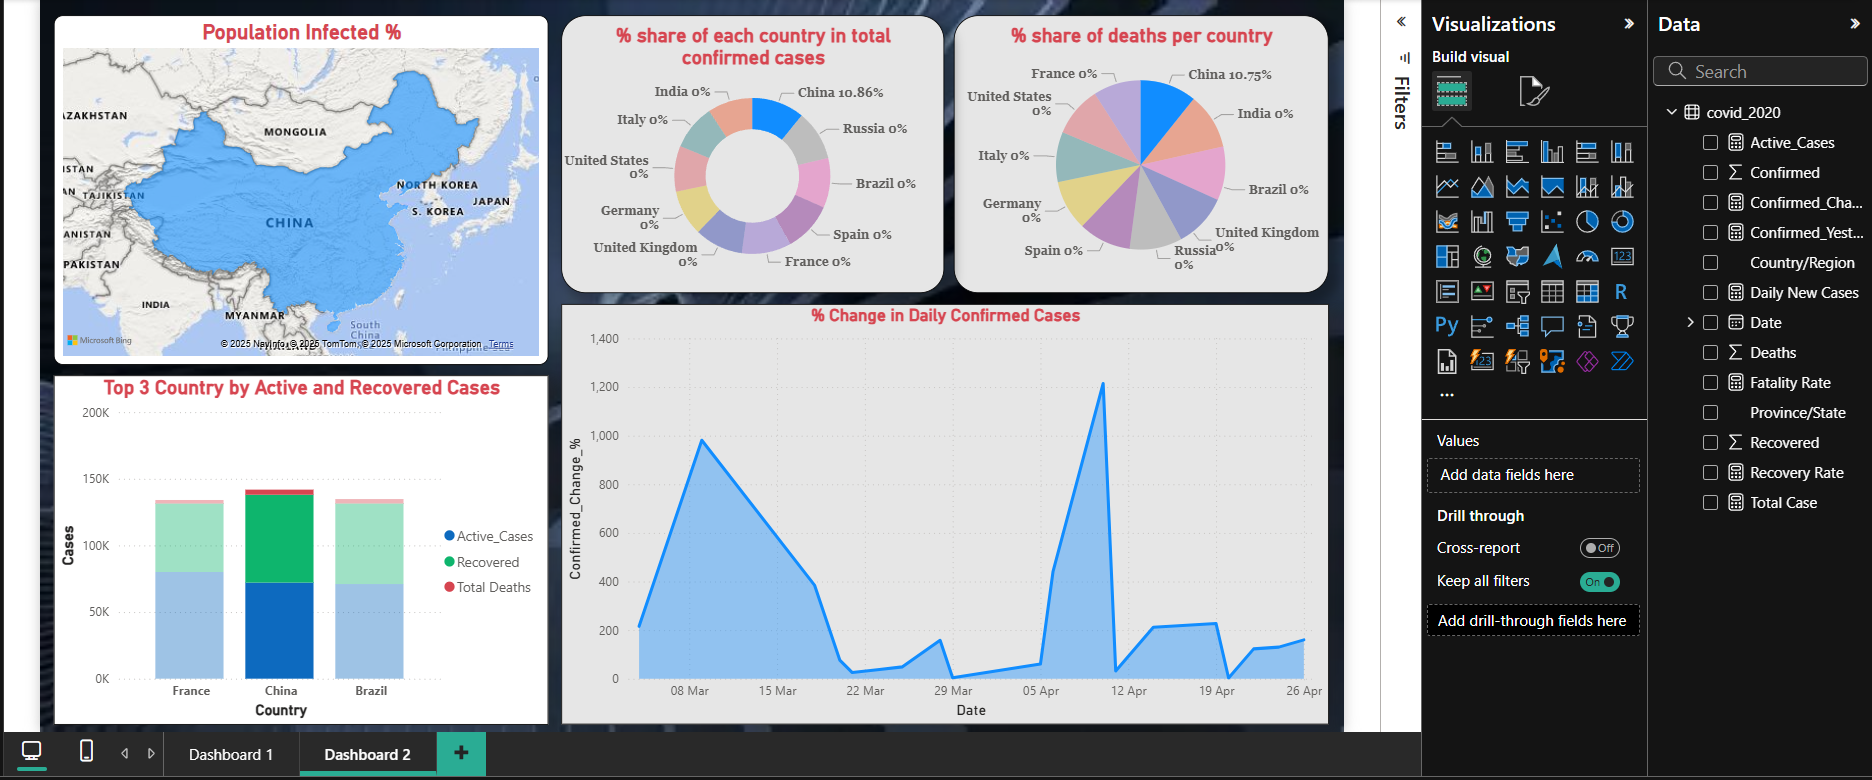 Population Infected %
AZAKHSTAN
MONGOLIA
ISTAN
AN
TAJIKISTAN
NORTH KOREA
JAPAN
S. KOREA
CHINA
ANISTAN
PAKISTAN
INDIA
MYANMAR
South
China
Microsoft Bing
© 2025 NavInfo, © 2025 TomTom, © 2025 Microsoft Corporation Terms
% share of each country in total
confirmed cases
India 0%
China 10.86%
Italy 0%
Russia 0%
United States
0%
Brazil 0%
Germany
0%
Spain 0%
United Kingdom
0%
France 0%
% share of deaths per country
France 0%
China 10.75%
United States
0%
India 0%
Italy 0%
Brazil 0%
Germany
0%
United Kingdom
0%
Spain 0%
Russia
0%
Top 3 Country by Active and Recovered Cases
200K
150K
100K
50K
0K
Cases
France
China
Brazil
Country
Active_Cases
Recovered
Total Deaths
% Change in Daily Confirmed Cases
1,400
1,200
1,000
800
600
400
200
0
Confirmed_Change_%
08 Mar
15 Mar
22 Mar
29 Mar
05 Apr
12 Apr
19 Apr
26 Apr
Date
Filters
Visualizations
Build visual
123
R
Py
123
...
Values
Add data fields here
Drill through
Cross-report
Off
Keep all filters
On
Add drill-through fields here
Data
Search
covid_2020
Active_Cases
Confirmed
Confirmed_Cha...
Confirmed_Yest...
Country/Region
Daily New Cases
Date
Deaths
Fatality Rate
Province/State
Recovered
Recovery Rate
Total Case
Dashboard 1
Dashboard 2
+